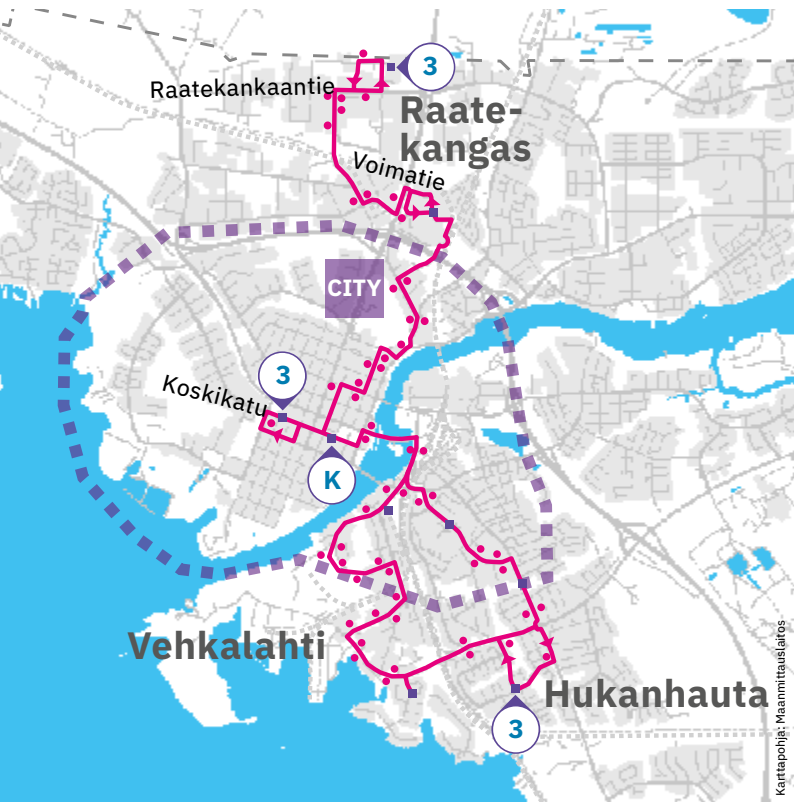 3
Raatekankaantie
Raate-
kangas
Voimatie
CITY
3
Koskikatu
K
Vehkalahti
Hukanhauta
3
Karttapohja: Maanmittauslaitos